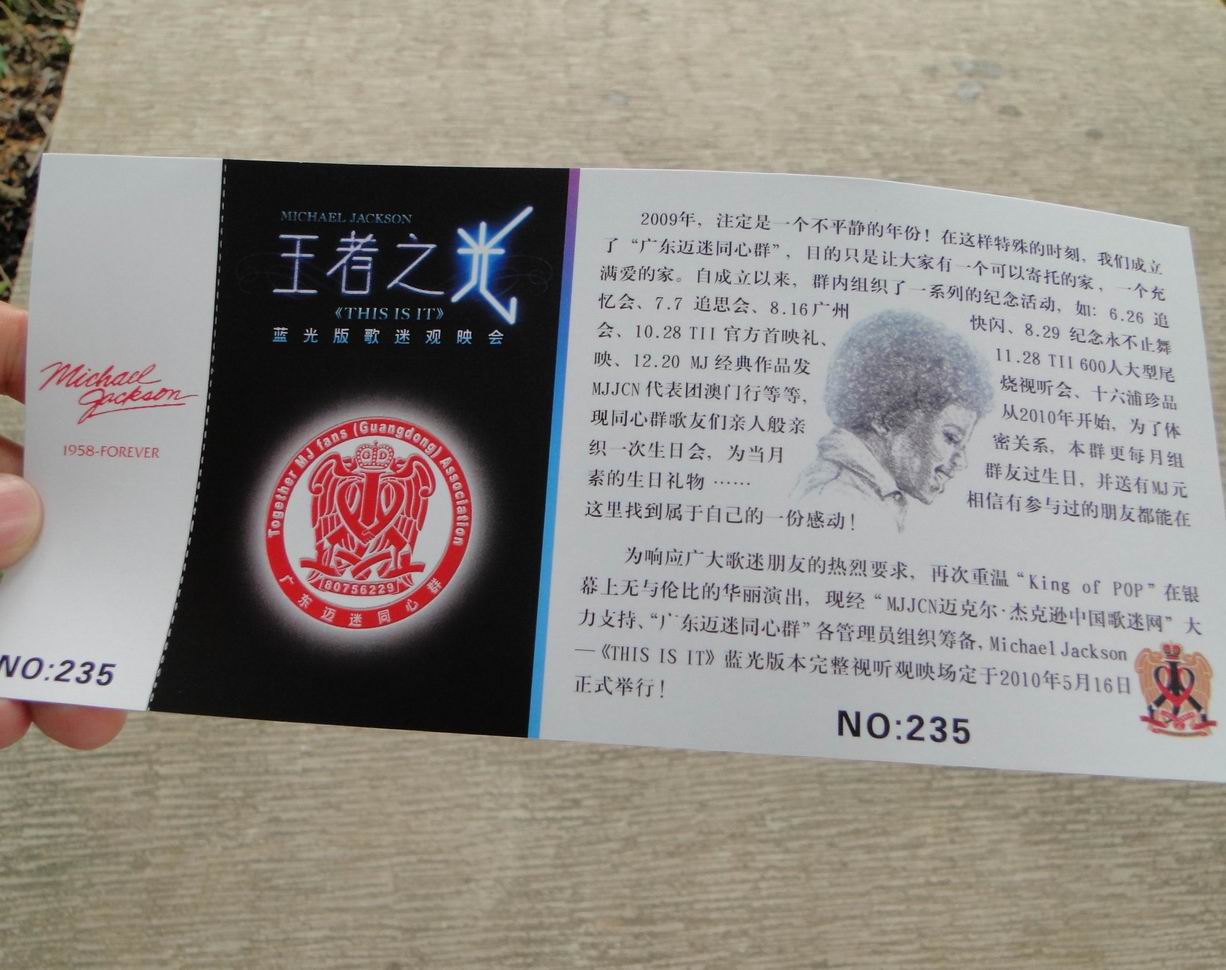 Michael
Jackson
1958-FOREVER
NO:235
MICHAEL JACKSON
王者之光
《THIS IS IT》
蓝光版歌迷观映会
Together MJ fans (Guangdong) Association
80756229
广东迈迷同心群
2009年，注定是一个不平静的年份！在这样特殊的时刻，我们成立
了“广东迈迷同心群”，目的只是让大家有一个可以寄托的家，一个充
满爱的家。自成立以来，群内组织了一系列的纪念活动，如：6.26 追
忆会、7.7 追思会、8.16广州快闪、8.29 纪念永不止舞
会、10.28 TII 官方首映礼、11.28 TII 600人大型尾
映、12.20 MJ 经典作品发烧视听会、十六浦珍品
MJJCN 代表团澳门行等等，从2010年开始，为了体
现同心群歌友们亲人般亲密关系，本群更每月组
织一次生日会，为当月群友过生日，并送有MJ元
素的生日礼物 ……相信有参与过的朋友都能在
这里找到属于自己的一份感动！
为响应广大歌迷朋友的热烈要求，再次重温“King of POP”在银
幕上无与伦比的华丽演出，现经“MJJCN迈克尔·杰克逊中国歌迷网”大
力支持、“广东迈迷同心群”各管理员组织筹备，Michael Jackson
—《THIS IS IT》蓝光版本完整视听观映场定于2010年5月16日
正式举行！
NO:235